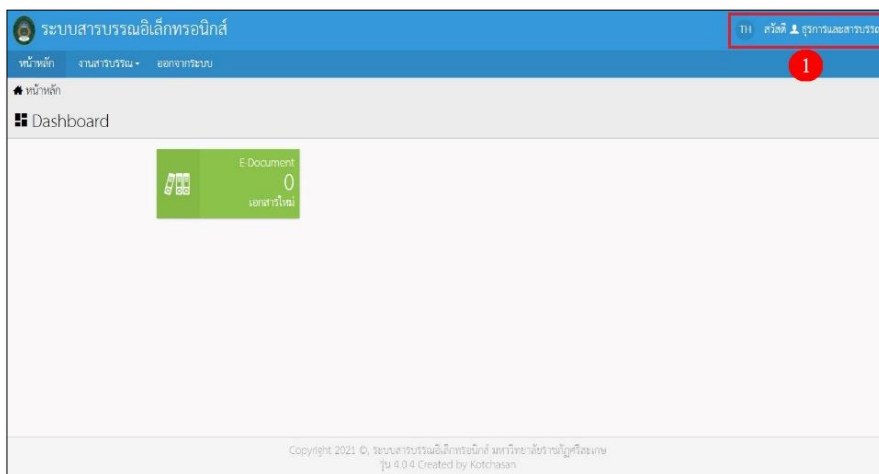 ระบบสารบรรณอิเล็กทรอนิกส์
TH สวัสดี ธุรการและสารบรรณ
หน้าหลัก งานสารบรรณ ออกจากระบบ
1
หน้าหลัก
Dashboard
E-Document
0
เอกสารใหม่
Copyright 2021 ©, ระบบสารบรรณอิเล็กทรอนิกส์ มหาวิทยาลัยราชภัฏศรีสะเกษ
รุ่น 4.0.4 Created by Kotchasan